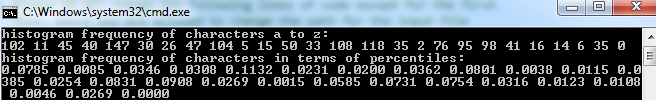 C:\Windows\system32\cmd.exe
histogram frequency of characters a to z:
102 11 45 40 147 30 26 47 104 5 15 50 33 108 118 35 2 76 95 98 41 16 14 6 35 0
histogram frequency of characters in terms of percentiles:
0.0785 0.0085 0.0346 0.0308 0.1132 0.0231 0.0200 0.0362 0.0801 0.0038 0.0115 0.0
385 0.0254 0.0831 0.0908 0.0269 0.0015 0.0585 0.0731 0.0754 0.0316 0.0123 0.0108
0.0046 0.0269 0.0000